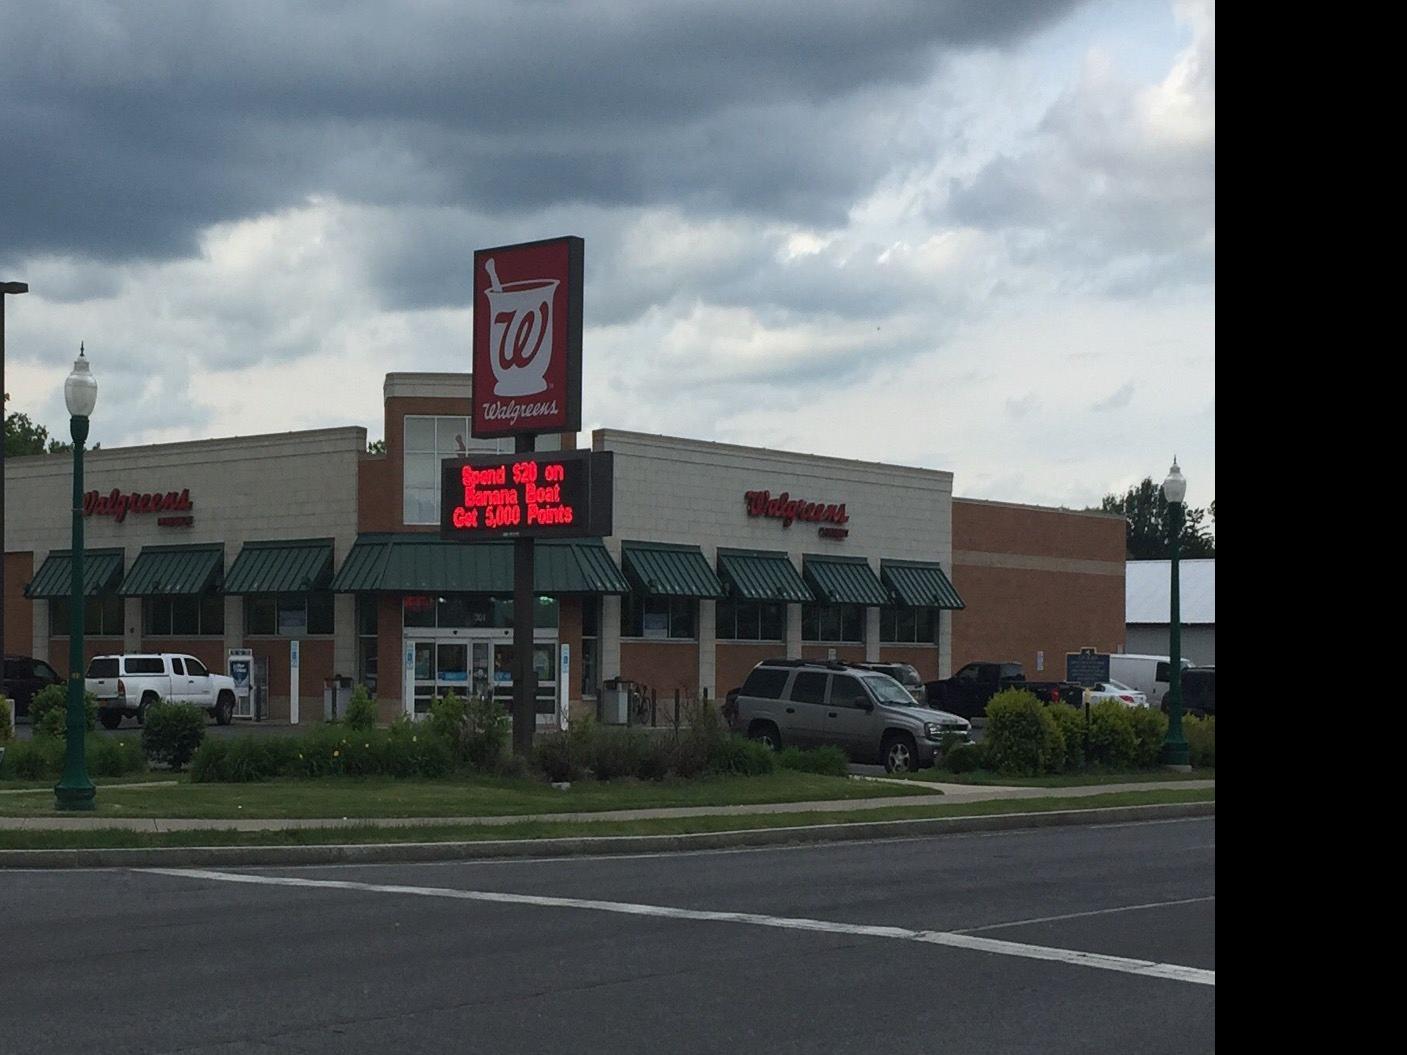 W
Walgreens
Spend $20 on
Banana Boat
Get 5,000 Points
Walgreens
Walgreens